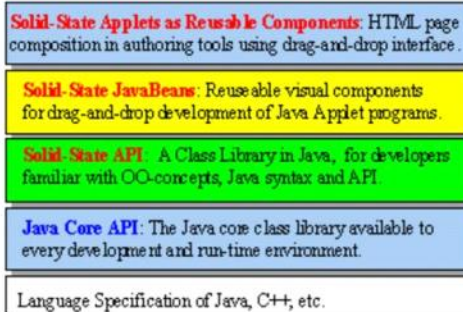 Solid-State Applets as Reusable Components: HTML page
composition in authoring tools using drag-and-drop interface.
Solid-State JavaBeans: Reuseable visual components
for drag-and-drop development of Java Applet programs.
Solid-State API: A Class Library in Java, for developers
familiar with OO-concepts, Java syntax and API.
Java Core API: The Java core class library available to
every development and run-time environment.
Language Specification of Java, C++, etc.